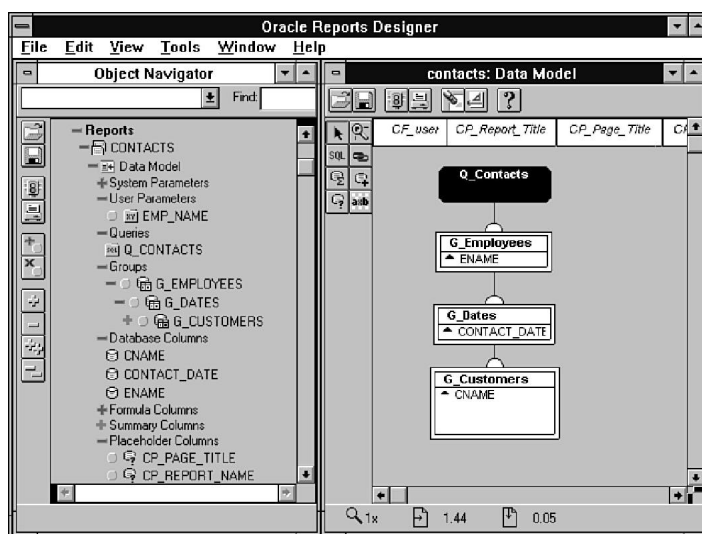 Oracle Reports Designer
File Edit View Tools Window Help
Object Navigator
Find:
Reports
CONTACTS
Data Model
System Parameters
User Parameters
EMP_NAME
Queries
SQL Q_CONTACTS
Groups
G_EMPLOYEES
G_DATES
G_CUSTOMERS
Database Columns
CNAME
CONTACT_DATE
ENAME
Formula Columns
Summary Columns
Placeholder Columns
CP_PAGE_TITLE
CP_REPORT_NAME
contacts: Data Model
CF_user CP_Report_Title CP_Page_Title
SQL
Q_Contacts
G_Employees
ENAME
G_Dates
CONTACT_DATE
G_Customers
CNAME
1x 1.44 0.05